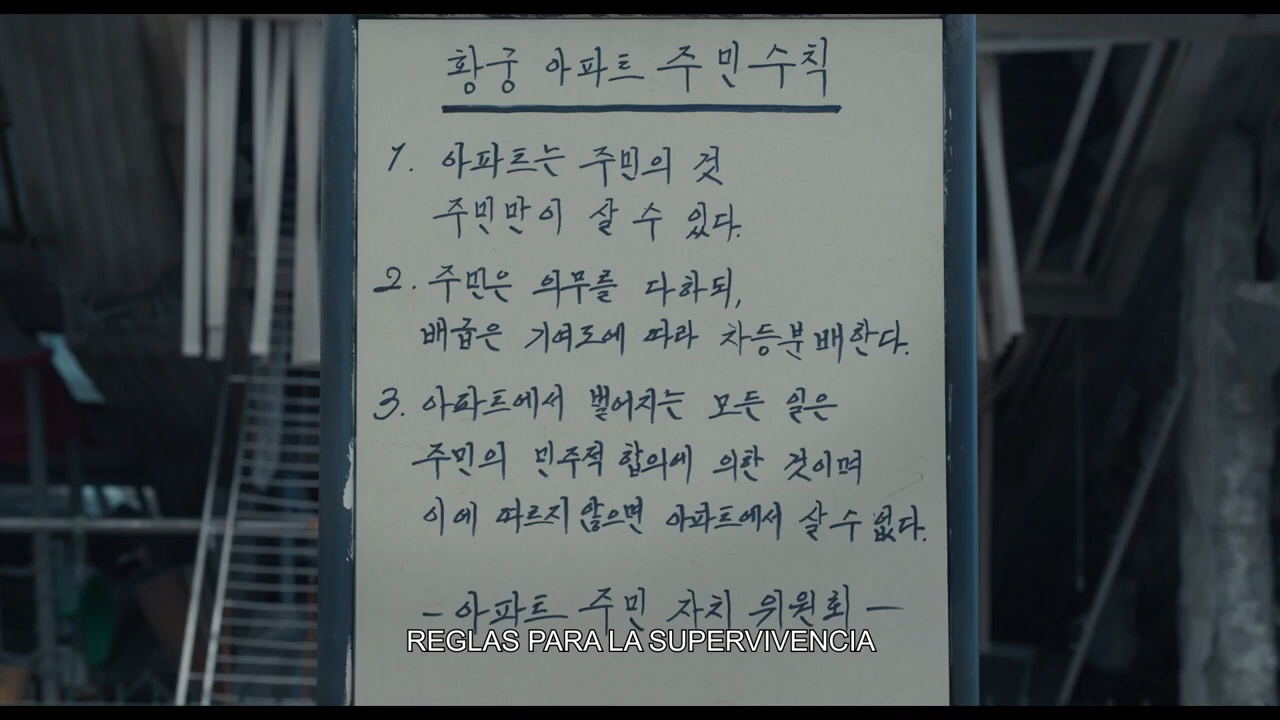 황궁 아파트 주민수칙
1. 아파트는 주민의 것
주민만이 살 수 있다.
2. 주민은 의무를 다하되,
배급은 기여도에 따라 차등분배한다.
3. 아파트에서 벌어지는 모든 일은
주민의 민주적 합의에 의한 것이며
이에 따르지 않으면 아파트에서 살 수 없다.
-아파트 주민 자치 위원회-
REGLAS PARA LA SUPERVIVENCIA